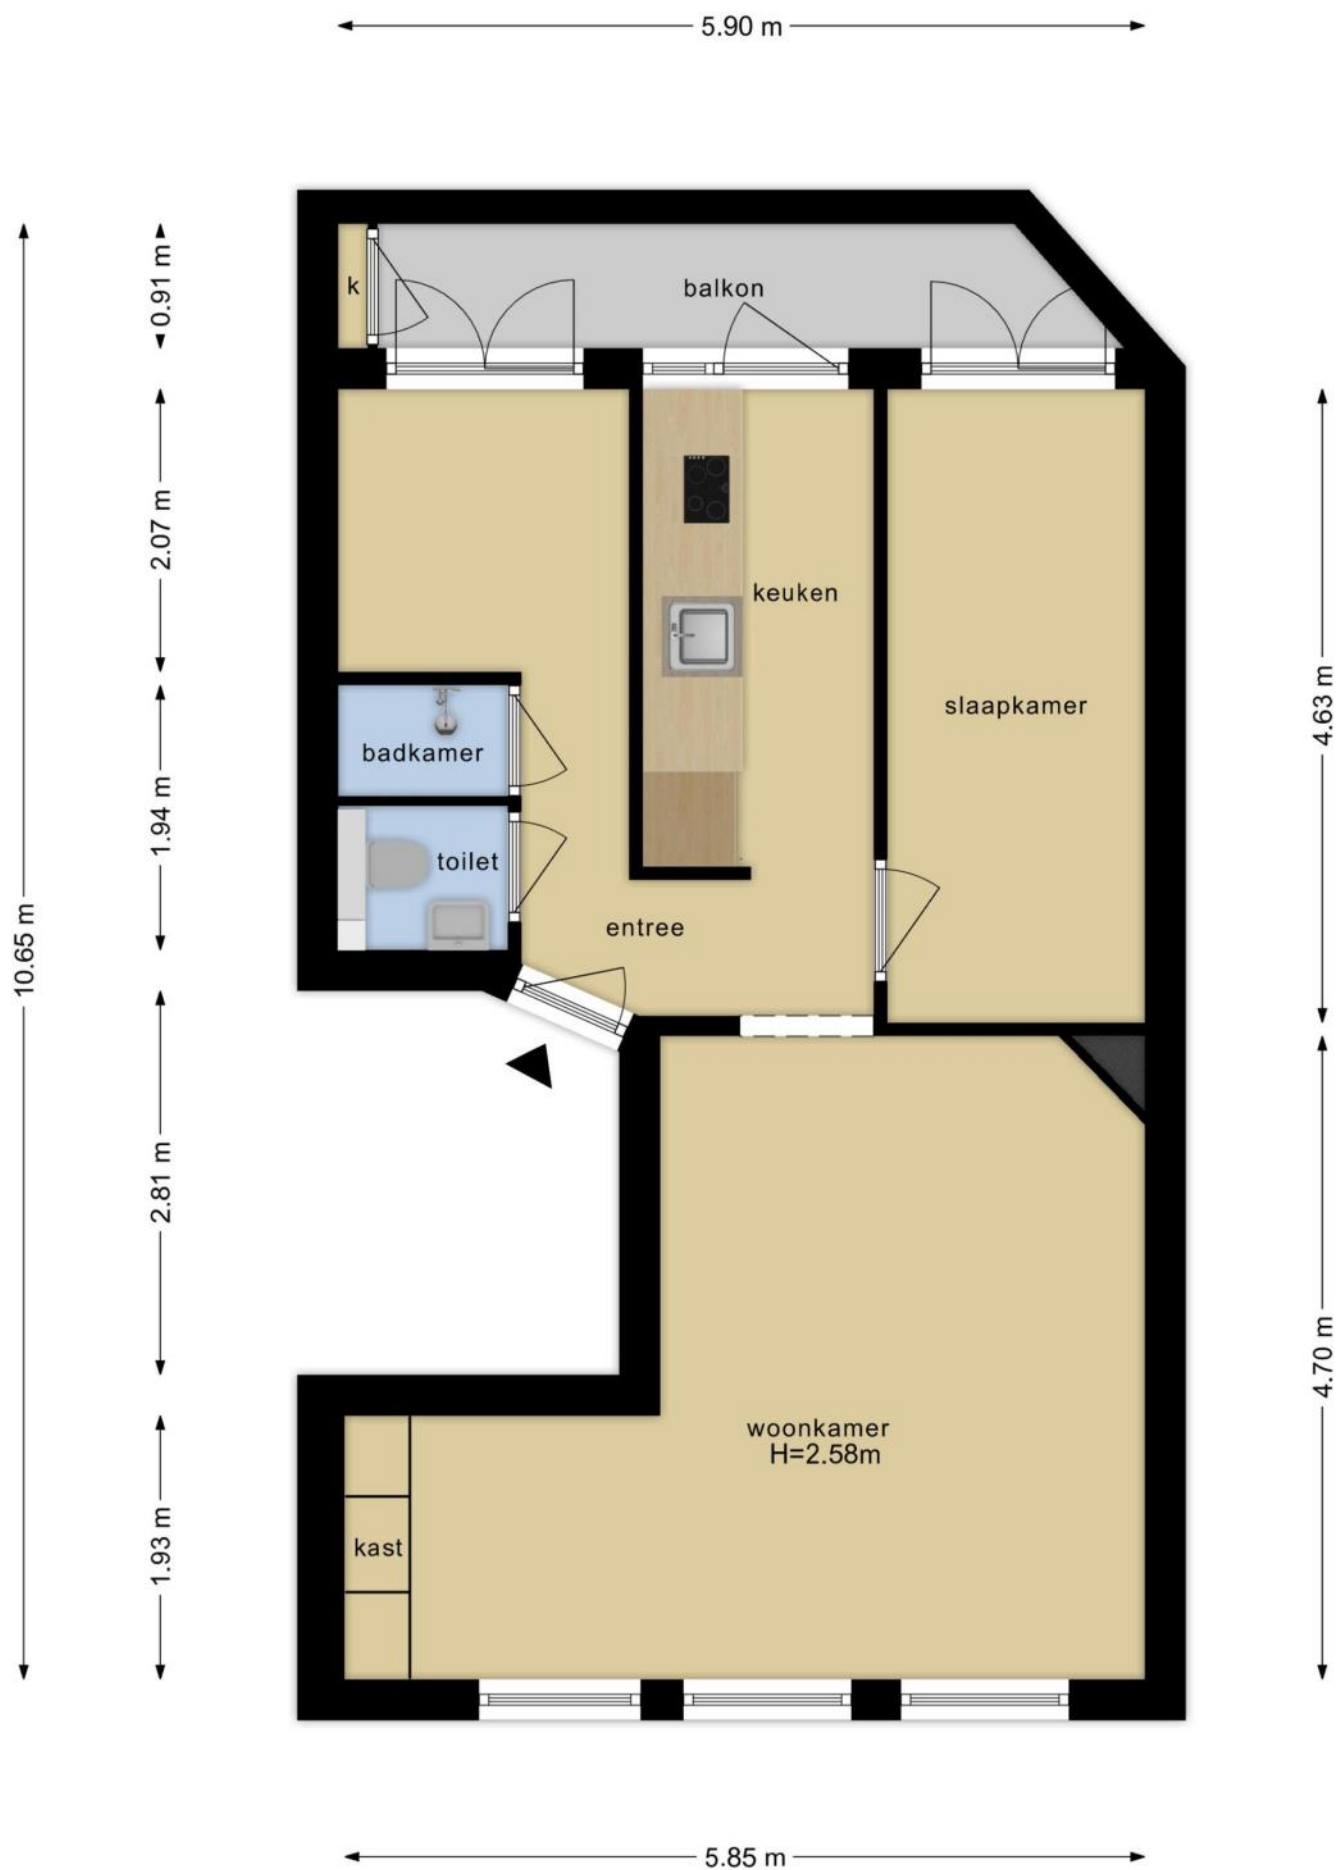 5.90 m
0.91 m
k
balkon
2.07 m
keuken
4.63 m
slaapkamer
badkamer
1.94 m
toilet
entree
10.65 m
2.81 m
4.70 m
woonkamer
H=2.58m
1.93 m
kast
5.85 m